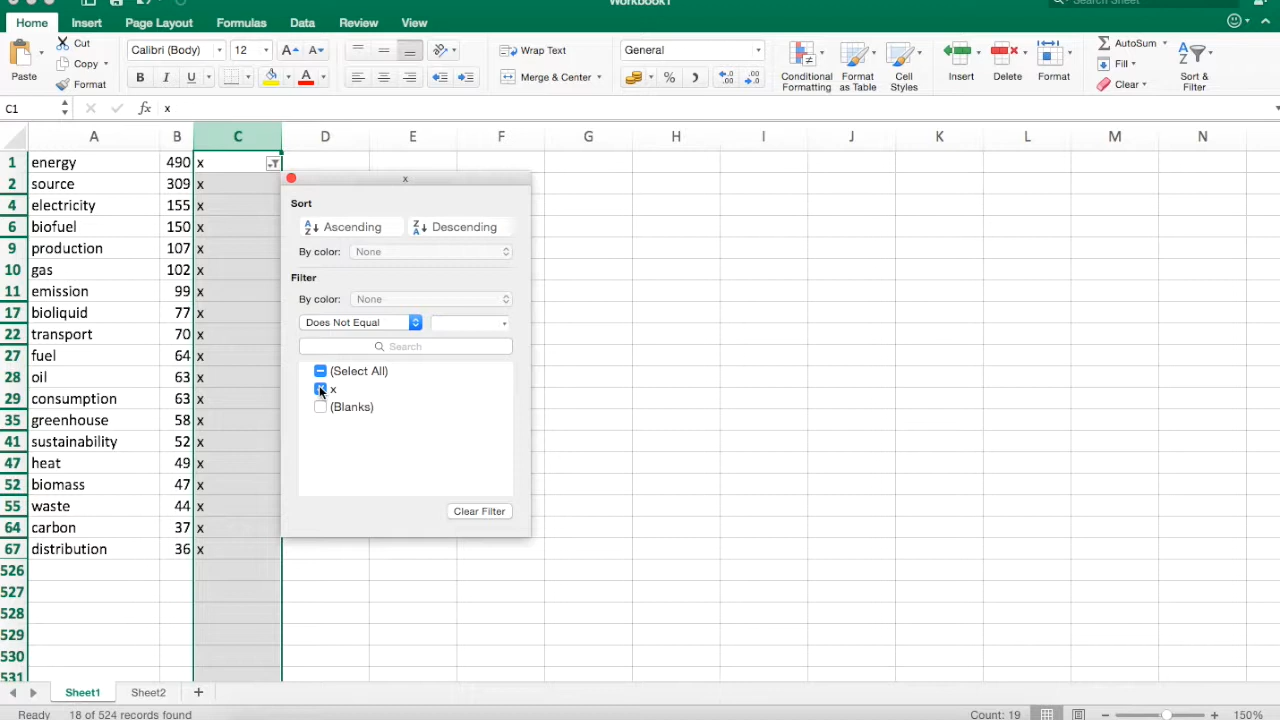 Workbook1
Search Sheet
Home Insert Page Layout Formulas Data Review View
Cut Calibri (Body) 12 A A Wrap Text General AutoSum
Paste Copy Fill
Format B I U A Merge & Center % Conditional Formatting Format as Table Cell Styles Insert Delete Format Clear Sort & Filter
C1 fx x
A B C D E F G H I J K L M N
1 energy 490 x
2 source 309 x
4 electricity 155 x
6 biofuel 150 x
9 production 107 x
10 gas 102 x
11 emission 99 x
17 bioliquid 77 x
22 transport 70 x
27 fuel 64 x
28 oil 63 x
29 consumption 63 x
35 greenhouse 58 x
41 sustainability 52 x
47 heat 49 x
52 biomass 47 x
55 waste 44 x
64 carbon 37 x
67 distribution 36 x
526
527
528
529
530
531
x
Sort
A Z Ascending Z A Descending
By color: None
Filter
By color: None
Does Not Equal
Search
(Select All)
x
(Blanks)
Clear Filter
Sheet1 Sheet2 +
Ready 18 of 524 records found Count: 19 − + 150%